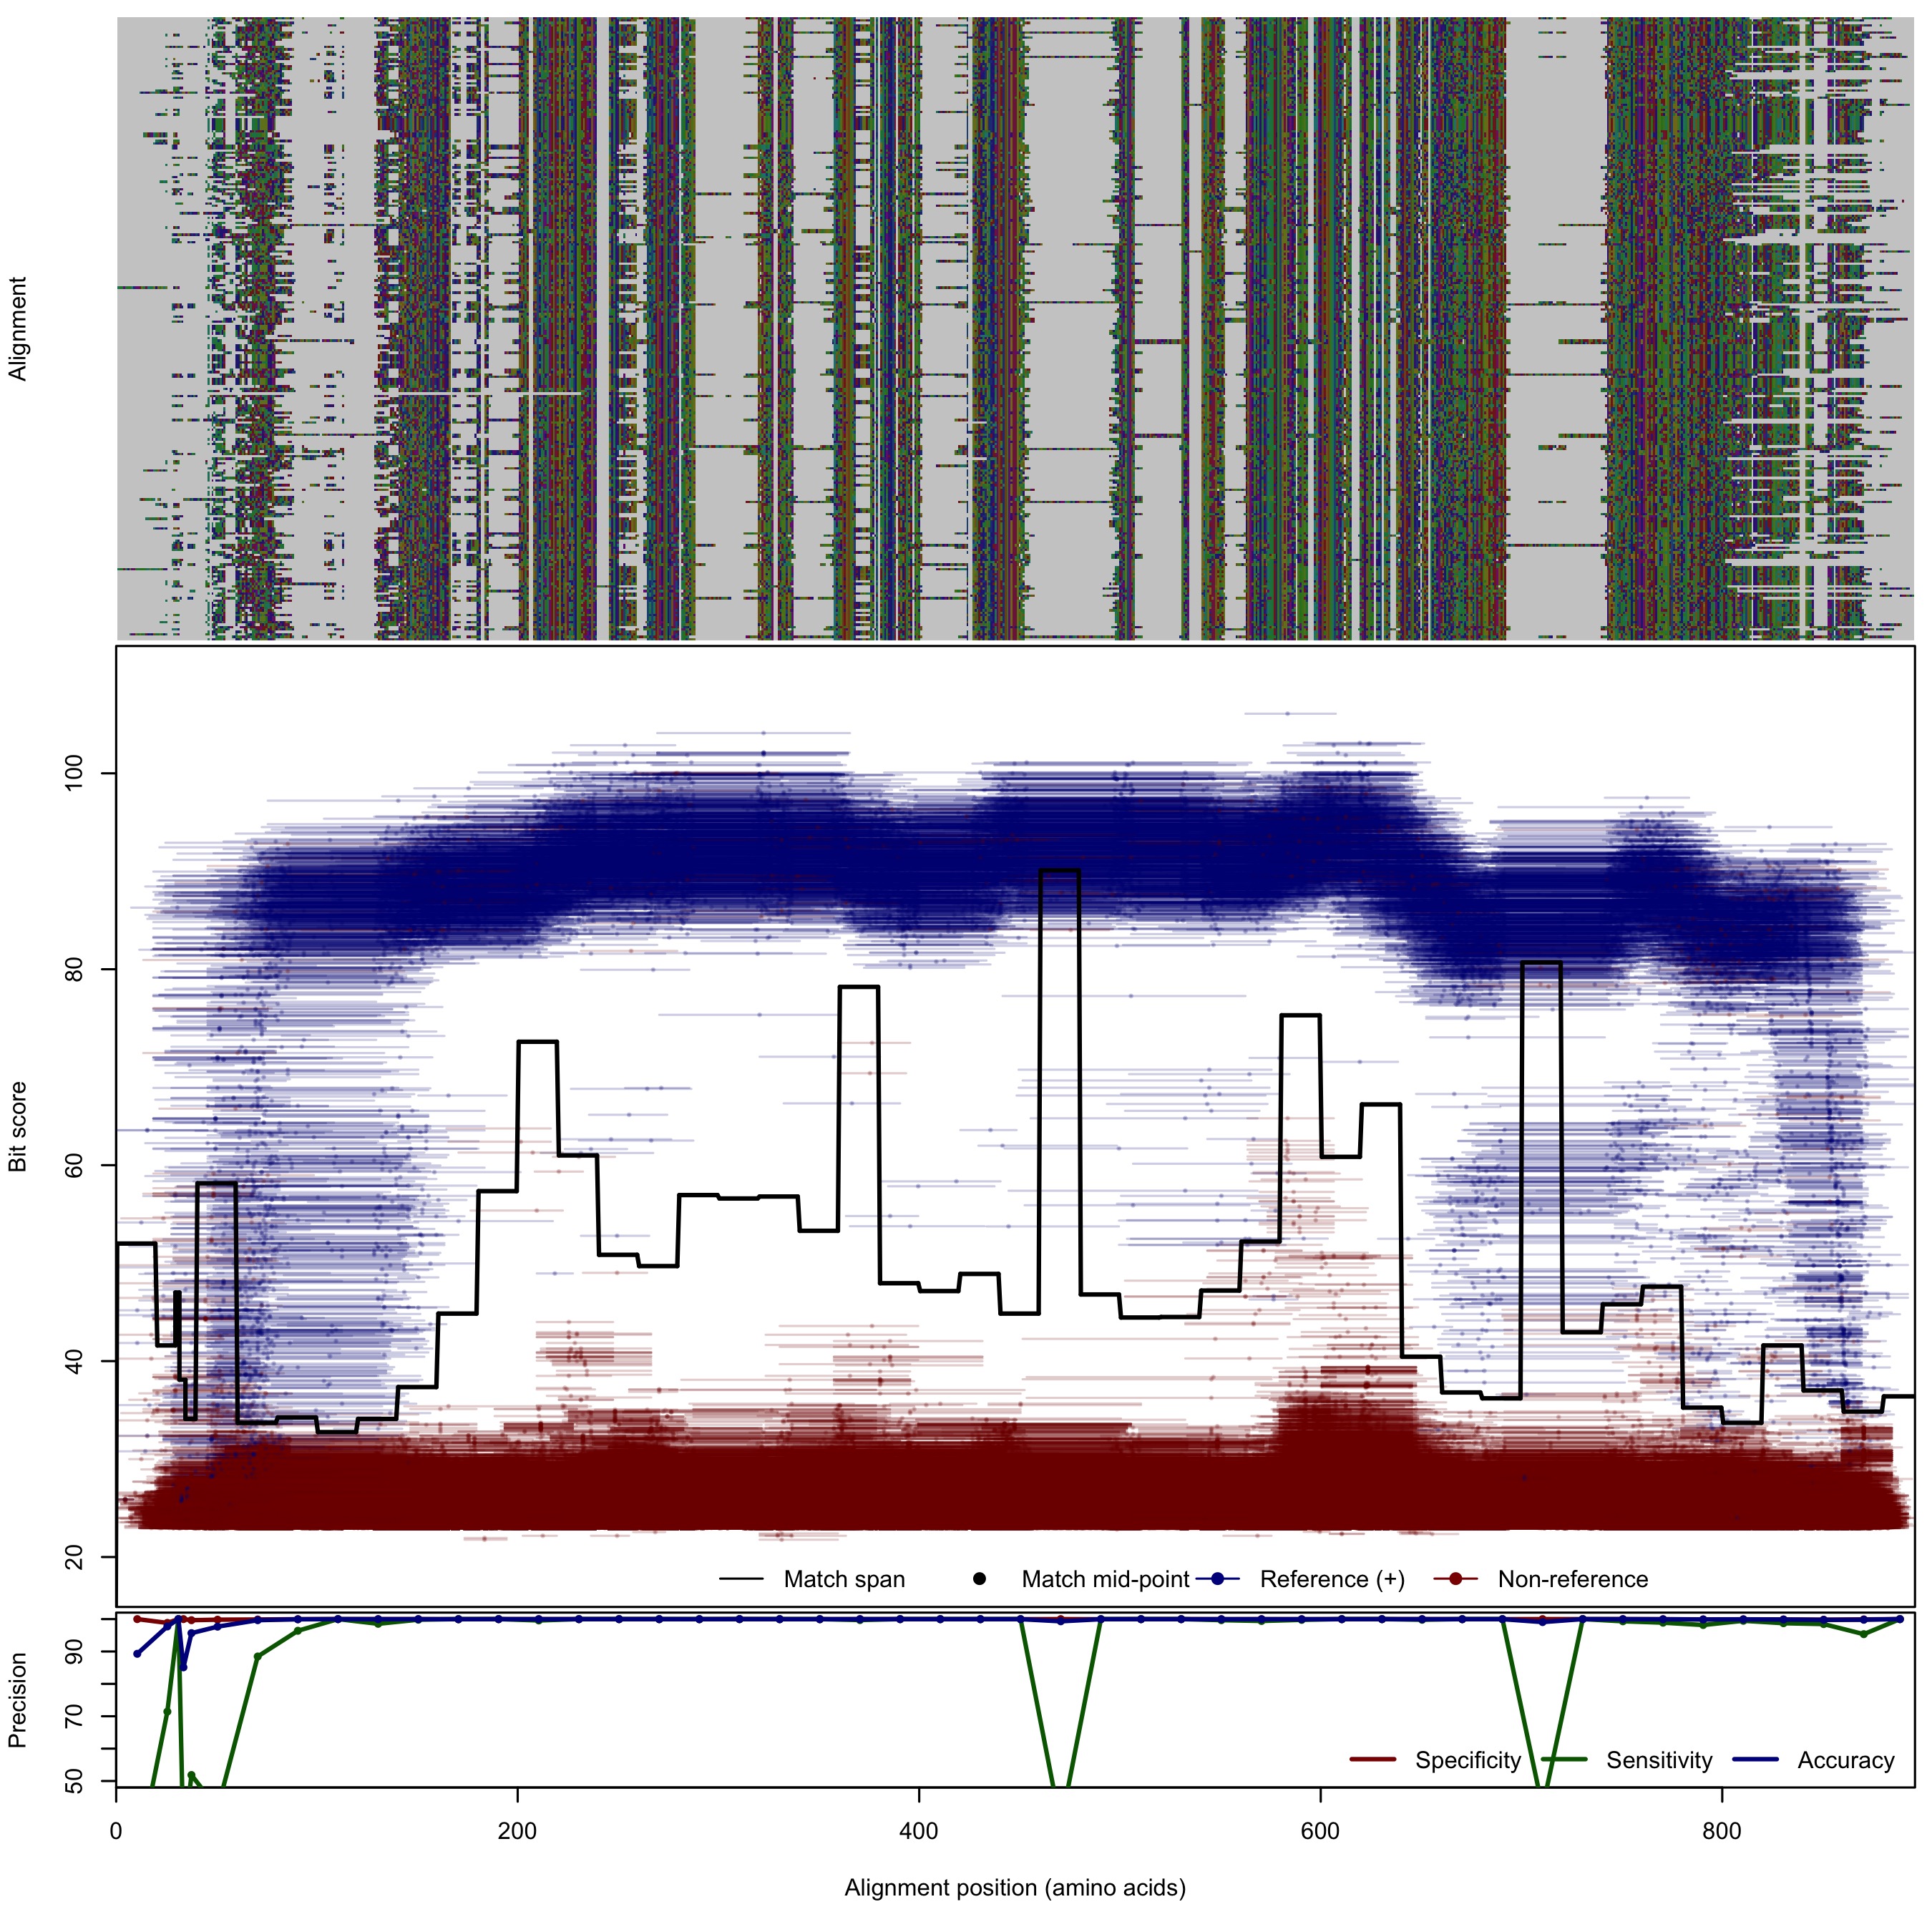 Alignment
Bit score
100
80
60
40
20
Match span Match mid-point Reference (+) Non-reference
Precision
90
70
50
Specificity Sensitivity Accuracy
0 200 400 600 800
Alignment position (amino acids)